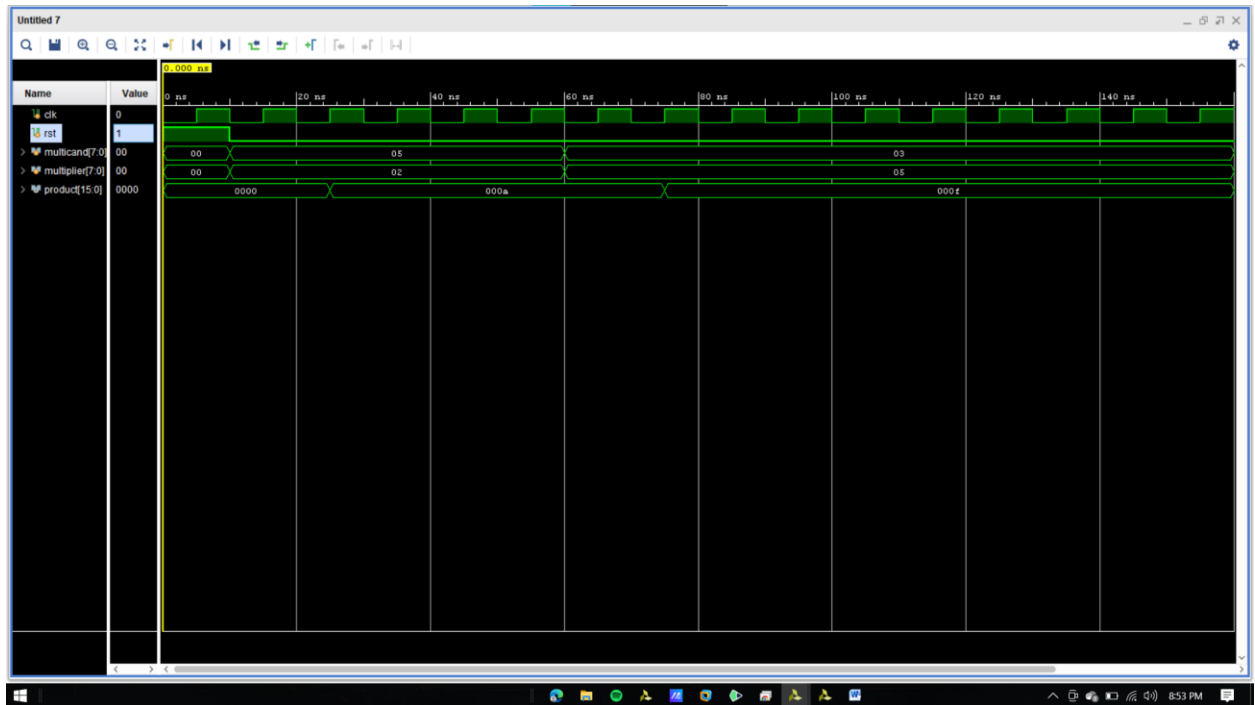 Untitled 7
0.000 ns
Name Value
0 ns 20 ns 40 ns 60 ns 80 ns 100 ns 120 ns 140 ns
clk 0
rst 1
multicand[7:0] 00 00 05 03
multiplier[7:0] 00 00 02 05
product[15:0] 0000 0000 000a 000f
8:53 PM